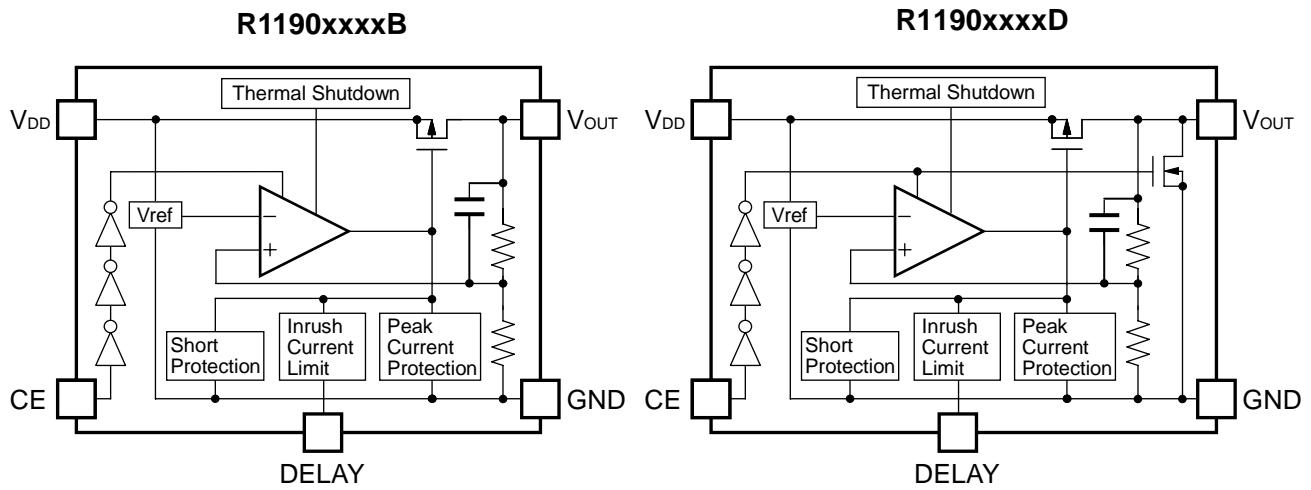 R1190xxxxB
Thermal Shutdown
VDD
VOUT
Vref
−
+
Short
Protection
Inrush
Current
Limit
Peak
Current
Protection
CE
GND
DELAY
R1190xxxxD
Thermal Shutdown
VDD
VOUT
Vref
−
+
Short
Protection
Inrush
Current
Limit
Peak
Current
Protection
CE
GND
DELAY